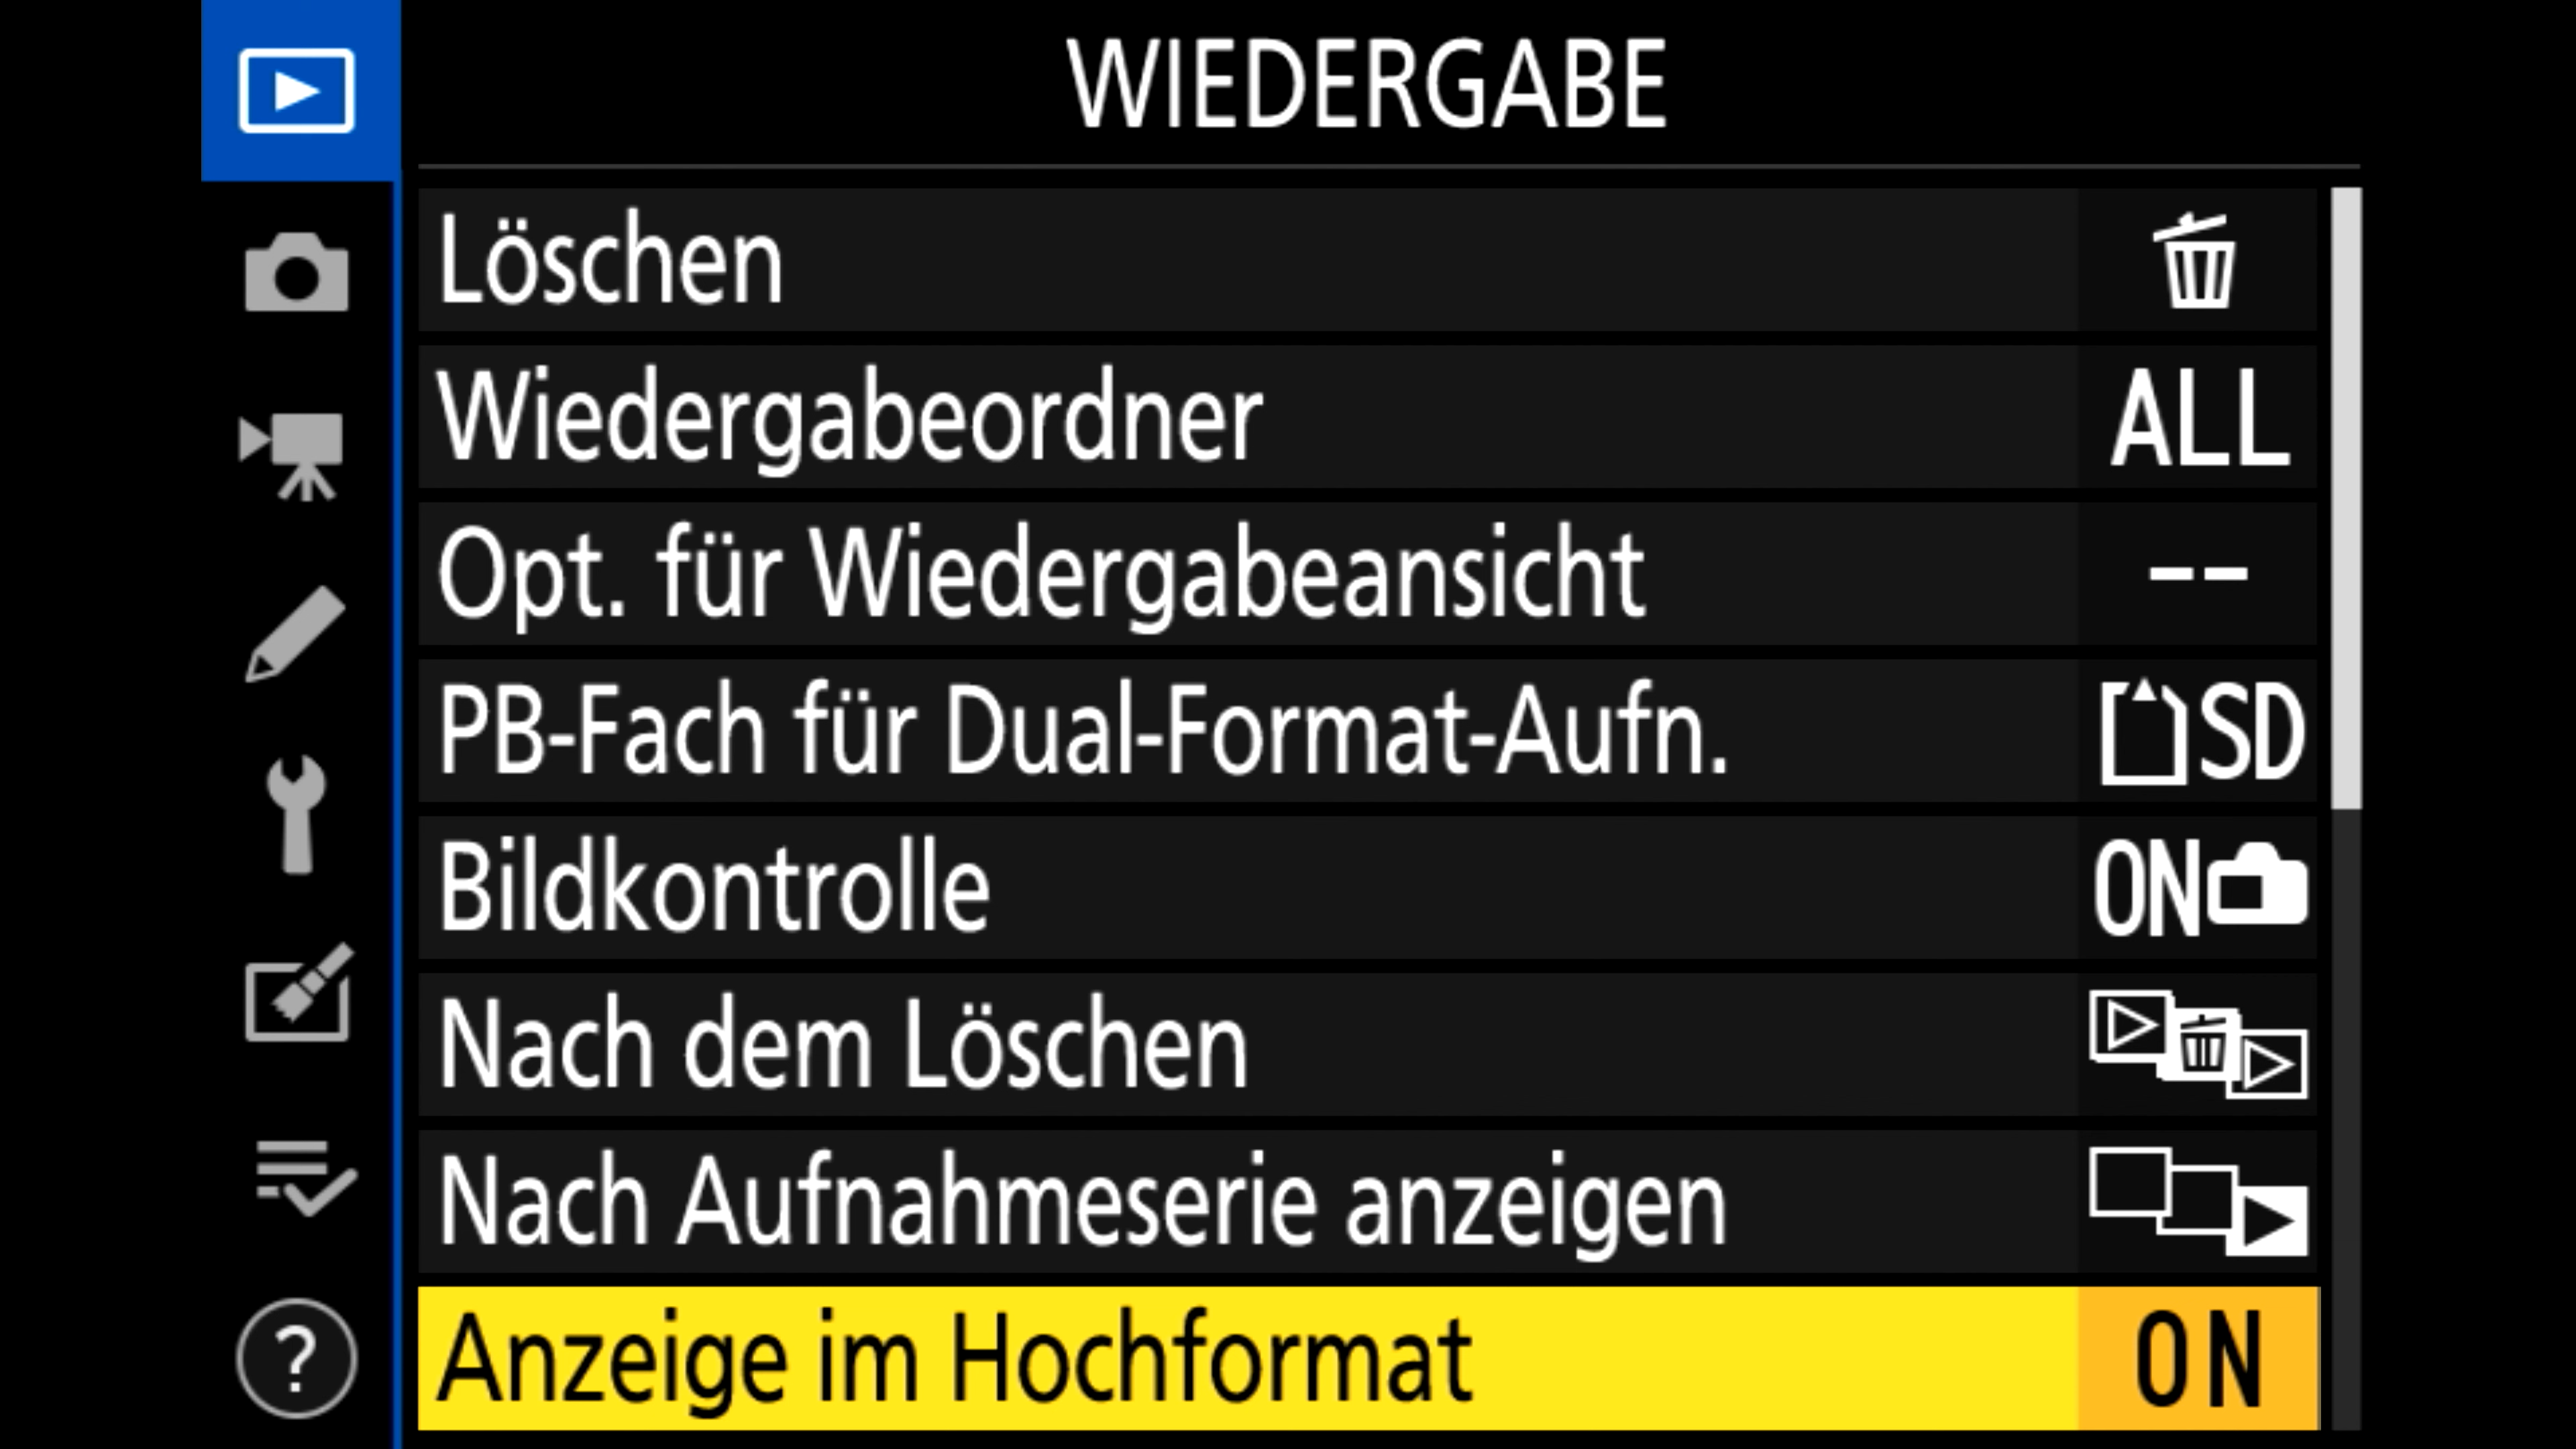 WIEDERGABE
Löschen
Wiedergabeordner ALL
Opt. für Wiedergabeansicht --
PB-Fach für Dual-Format-Aufn. SD
Bildkontrolle ON
Nach dem Löschen
Nach Aufnahmeserie anzeigen
Anzeige im Hochformat ON
?